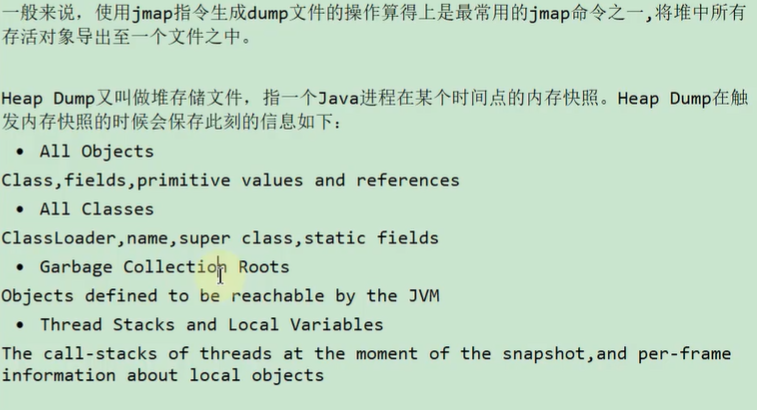 一般来说，使用jmap指令生成dump文件的操作算得上是最常用的jmap命令之一,将堆中所有
存活对象导出至一个文件之中。
Heap Dump又叫做堆存储文件，指一个Java进程在某个时间点的内存快照。Heap Dump在触
发内存快照的时候会保存此刻的信息如下：
• All Objects
Class,fields,primitive values and references
• All Classes
ClassLoader,name,super class,static fields
• Garbage Collection Roots
Objects defined to be reachable by the JVM
• Thread Stacks and Local Variables
The call-stacks of threads at the moment of the snapshot,and per-frame
information about local objects